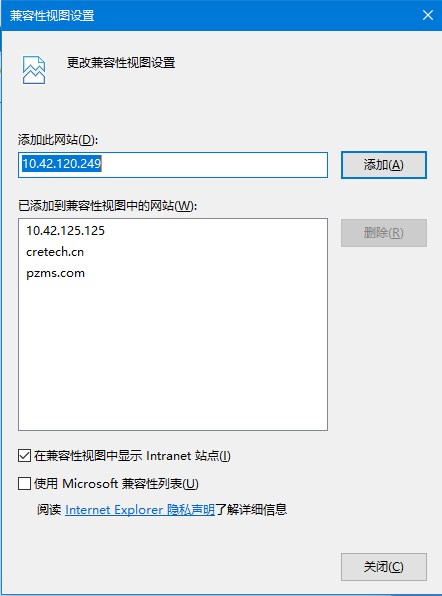 兼容性视图设置
更改兼容性视图设置
添加此网站(D):
10.42.120.249
添加(A)
已添加到兼容性视图中的网站(W):
10.42.125.125
cretech.cn
pzms.com
删除(R)
在兼容性视图中显示 Intranet 站点(I)
使用 Microsoft 兼容性列表(U)
阅读 Internet Explorer 隐私声明了解详细信息
关闭(C)